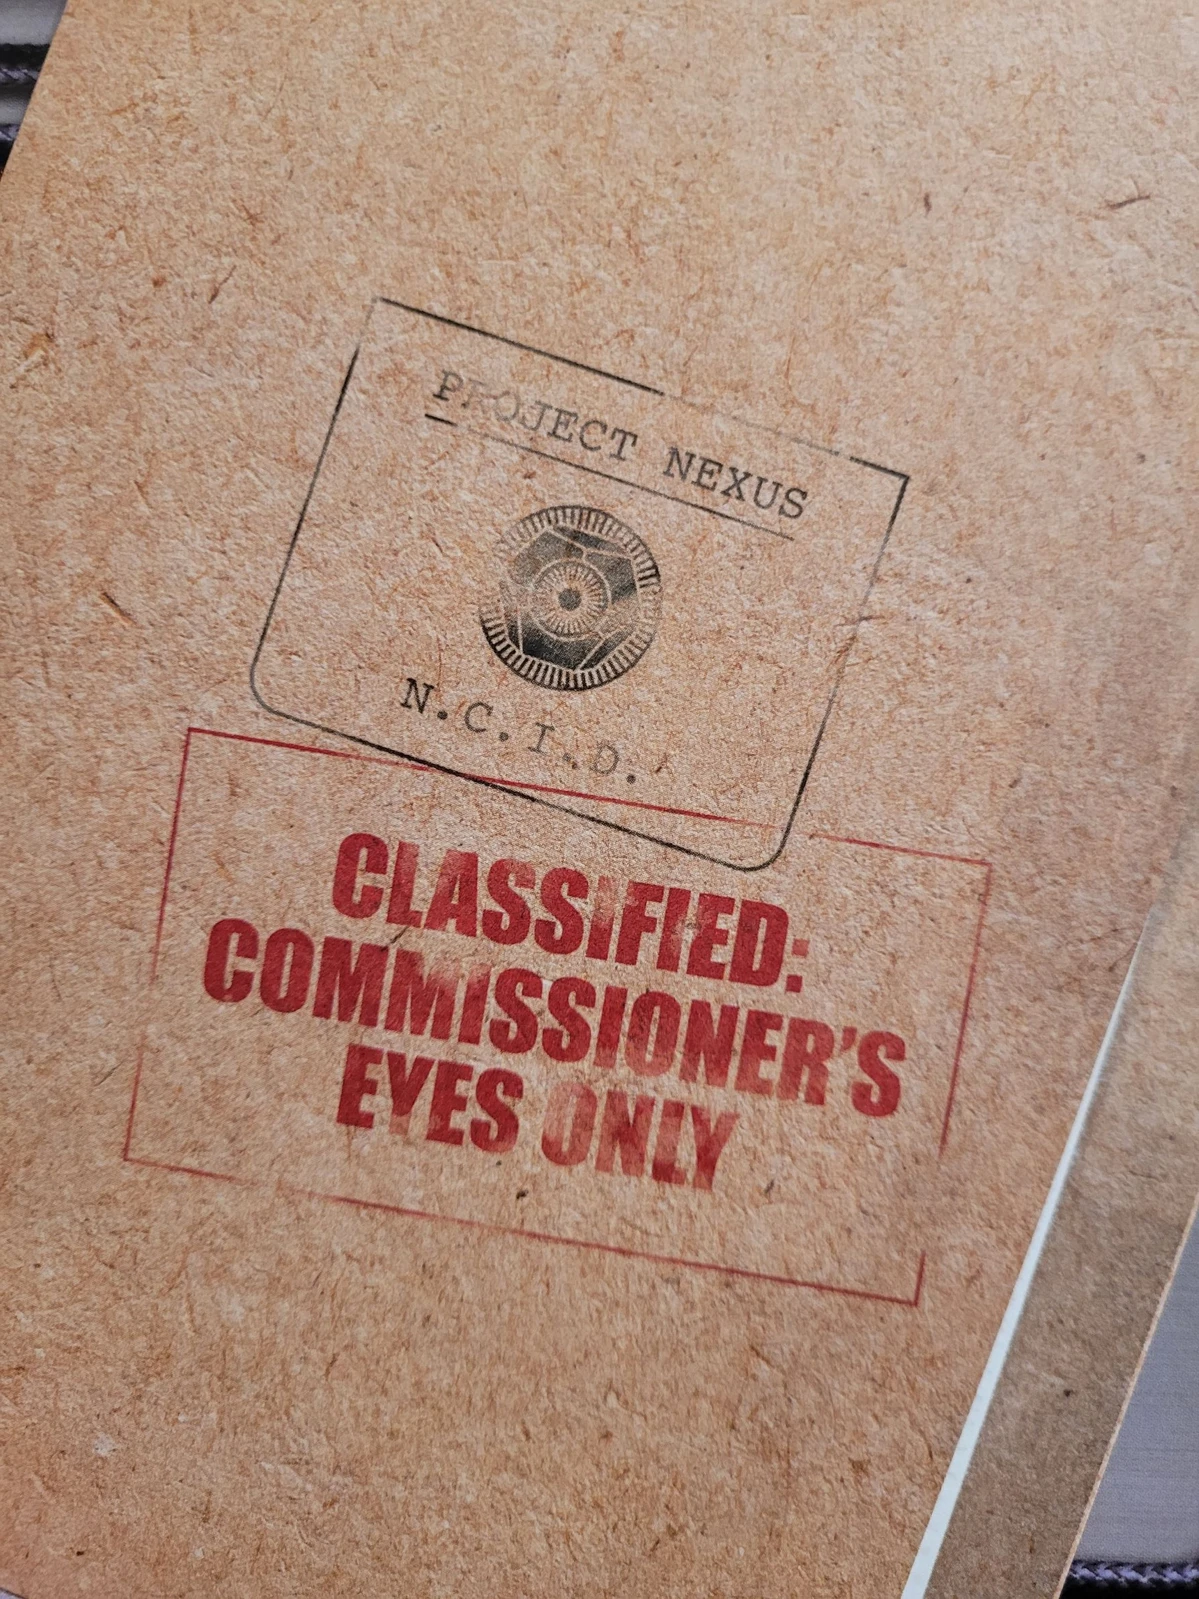 PROJECT NEXUS
N.C.I.D.
CLASSIFIED:
COMMISSIONER'S
EYES ONLY